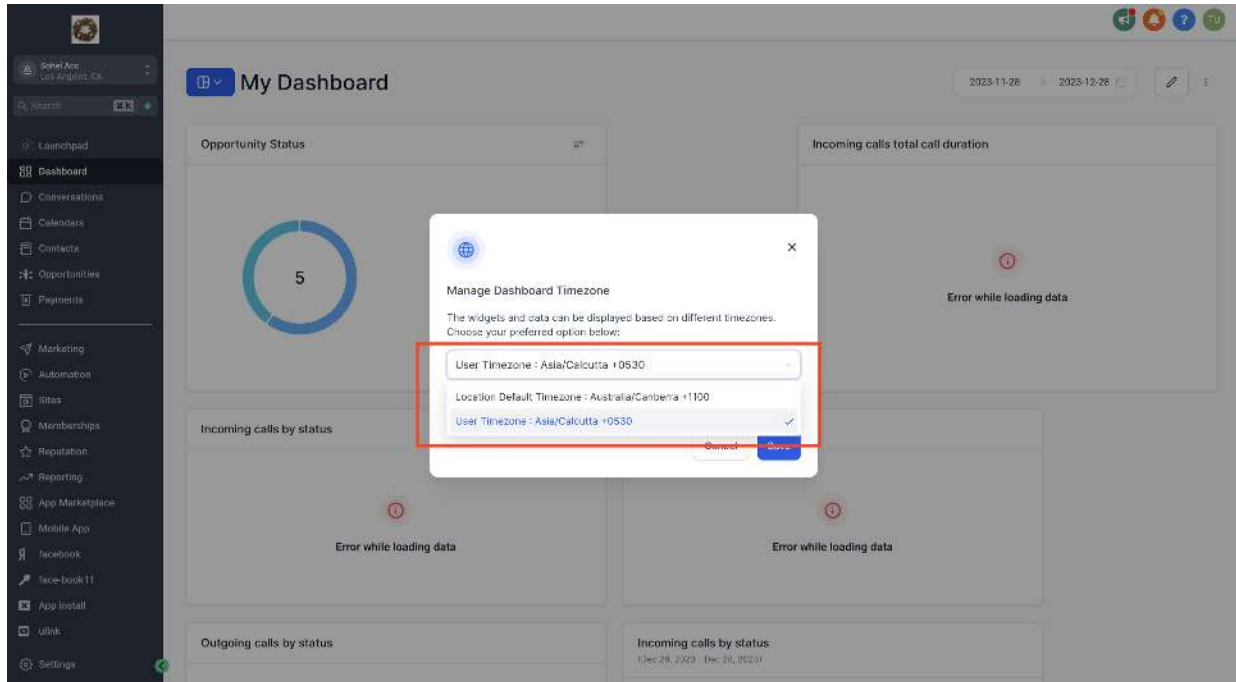 TU
Sohel Acc
Los Angeles, CA
Search
My Dashboard
2023-11-28
2023-12-28
Launchpad
Dashboard
Conversations
Calendars
Contacts
Opportunities
Payments
Marketing
Automation
Sites
Memberships
Reputation
Reporting
App Marketplace
Mobile App
facebook
face-book11
App install
ulink
Settings
Opportunity Status
5
Incoming calls total call duration
Error while loading data
Manage Dashboard Timezone
The widgets and data can be displayed based on different timezones.
Choose your preferred option below:
User Timezone : Asia/Calcutta +0530
Location Default Timezone : Australia/Canberra +1100
User Timezone : Asia/Calcutta +0530
Cancel
Save
Incoming calls by status
Error while loading data
Error while loading data
Outgoing calls by status
Incoming calls by status